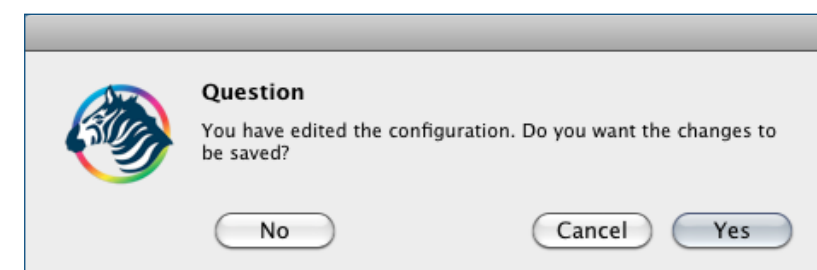 Question
You have edited the configuration. Do you want the changes to
be saved?
No
Cancel
Yes